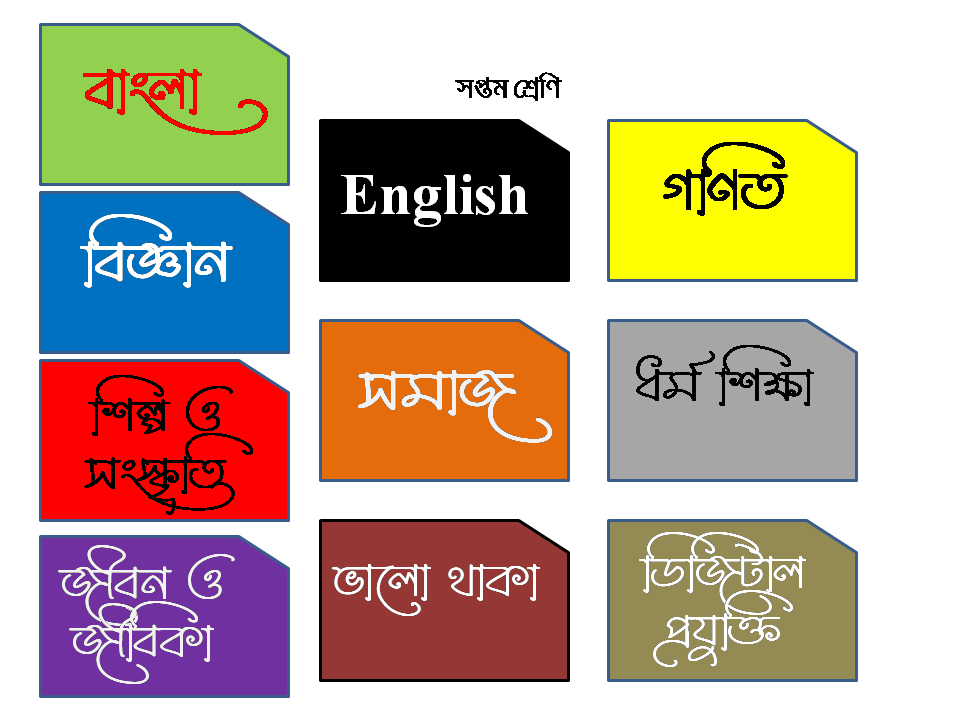 বাংলা
সপ্তম শ্রেণি
English
গণিত
বিজ্ঞান
সমাজ
ধর্ম শিক্ষা
শিল্প ও
সংস্কৃতি
জীবন ও
জীবিকা
ভালো থাকা
ডিজিটাল
প্রযুক্তি